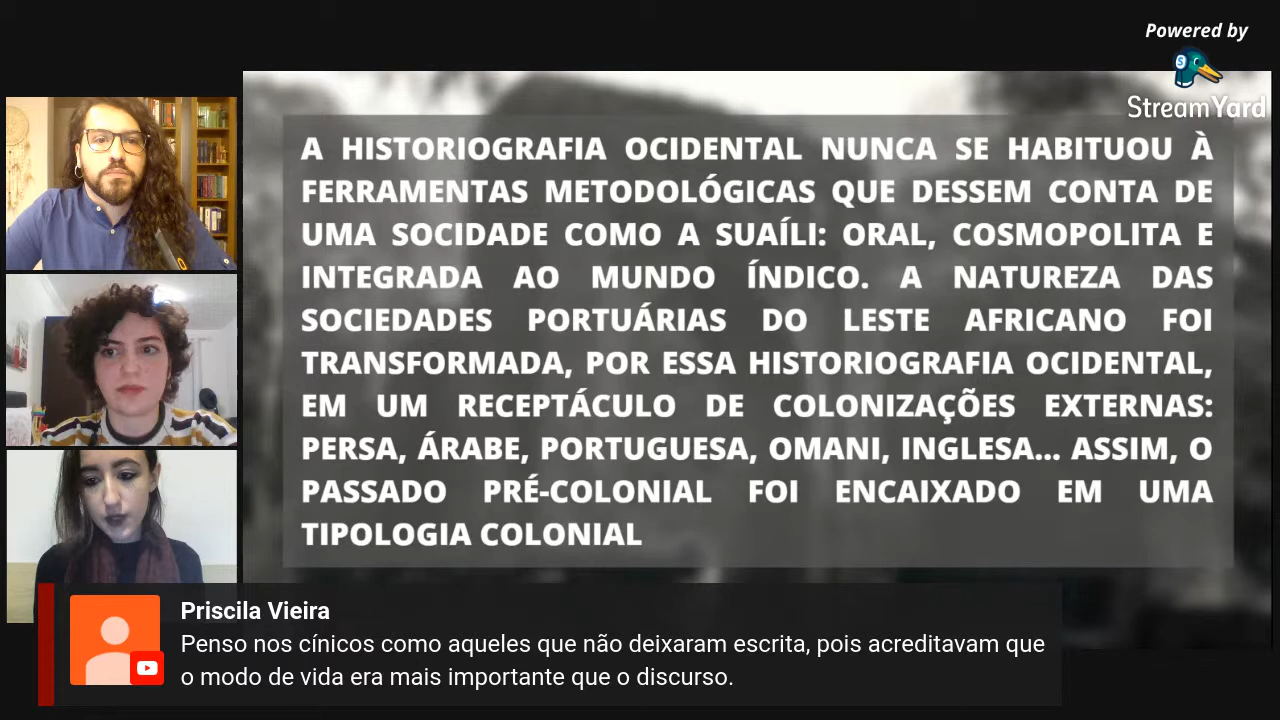 Powered by
StreamYard
A HISTORIOGRAFIA OCIDENTAL NUNCA SE HABITUOU À
FERRAMENTAS METODOLÓGICAS QUE DESSEM CONTA DE
UMA SOCIDADE COMO A SUAÍLI: ORAL, COSMOPOLITA E
INTEGRADA AO MUNDO ÍNDICO. A NATUREZA DAS
SOCIEDADES PORTUÁRIAS DO LESTE AFRICANO FOI
TRANSFORMADA, POR ESSA HISTORIOGRAFIA OCIDENTAL,
EM UM RECEPTÁCULO DE COLONIZAÇÕES EXTERNAS:
PERSA, ÁRABE, PORTUGUESA, OMANI, INGLESA... ASSIM, O
PASSADO PRÉ-COLONIAL FOI ENCAIXADO EM UMA
TIPOLOGIA COLONIAL
Priscila Vieira
Penso nos cínicos como aqueles que não deixaram escrita, pois acreditavam que
o modo de vida era mais importante que o discurso.